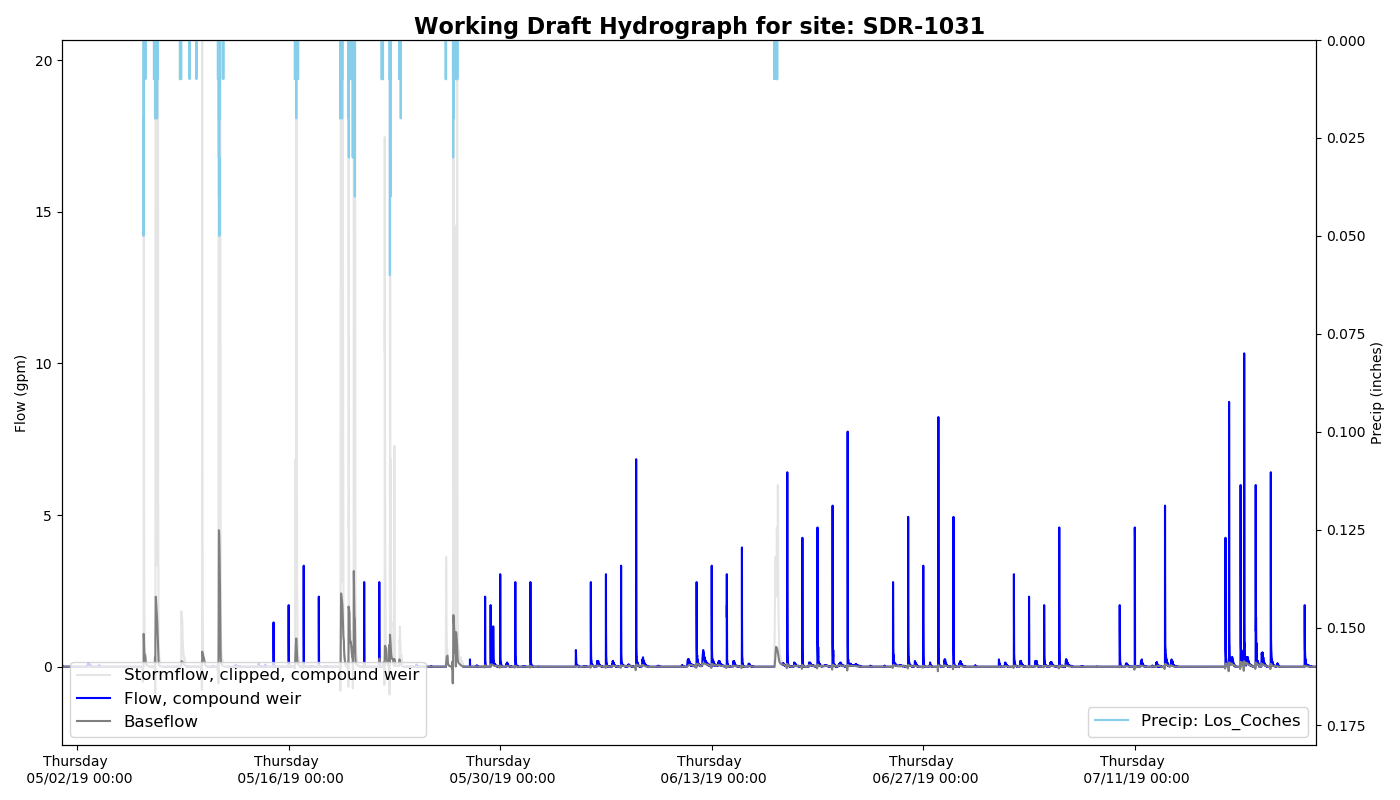 Working Draft Hydrograph for site: SDR-1031
20
15
10
5
0
Flow (gpm)
0.000
0.025
0.050
0.075
0.100
0.125
0.150
0.175
Precip (inches)
Stormflow, clipped, compound weir
Flow, compound weir
Baseflow
Precip: Los_Coches
Thursday
05/02/19 00:00
Thursday
05/16/19 00:00
Thursday
05/30/19 00:00
Thursday
06/13/19 00:00
Thursday
06/27/19 00:00
Thursday
07/11/19 00:00